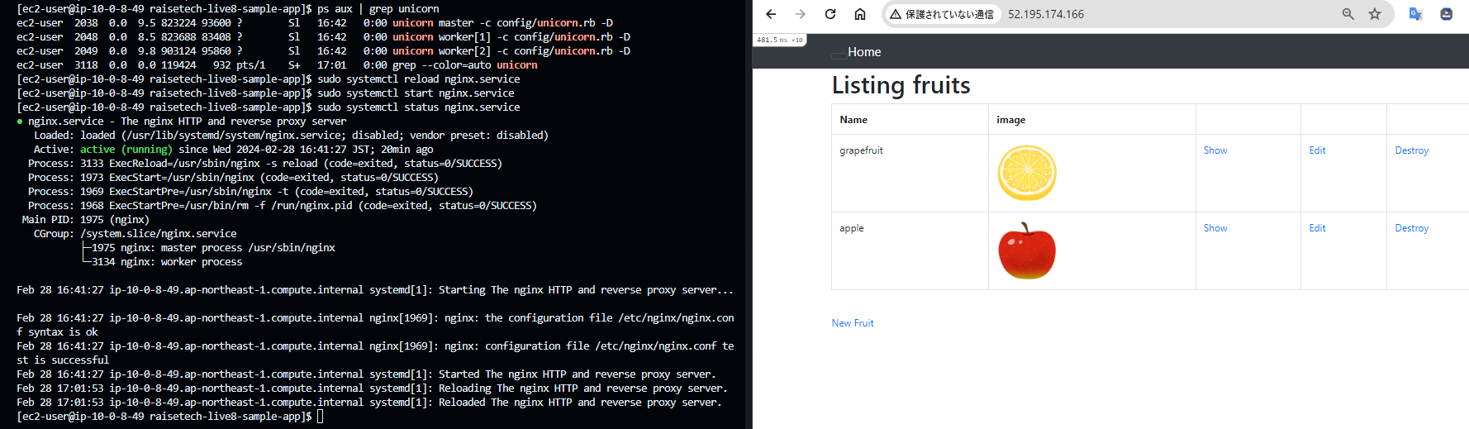 [ec2-user@ip-10-0-8-49 raisetech-live8-sample-app]$ ps aux | grep unicorn
ec2-user  2038  0.0  9.5 823224 93600 ?        Sl   16:42   0:00 unicorn master -c config/unicorn.rb -D
ec2-user  2048  0.0  8.5 823688 83408 ?        Sl   16:42   0:00 unicorn worker[1] -c config/unicorn.rb -D
ec2-user  2049  0.0  9.8 903124 95860 ?        Sl   16:42   0:00 unicorn worker[2] -c config/unicorn.rb -D
ec2-user  3118  0.0  0.0 119424   932 pts/1    S+   17:01   0:00 grep --color=auto unicorn
[ec2-user@ip-10-0-8-49 raisetech-live8-sample-app]$ sudo systemctl reload nginx.service
[ec2-user@ip-10-0-8-49 raisetech-live8-sample-app]$ sudo systemctl start nginx.service
[ec2-user@ip-10-0-8-49 raisetech-live8-sample-app]$ sudo systemctl status nginx.service
● nginx.service - The nginx HTTP and reverse proxy server
Loaded: loaded (/usr/lib/systemd/system/nginx.service; disabled; vendor preset: disabled)
Active: active (running) since Wed 2024-02-28 16:41:27 JST; 20min ago
Process: 3133 ExecReload=/usr/sbin/nginx -s reload (code=exited, status=0/SUCCESS)
Process: 1973 ExecStart=/usr/sbin/nginx (code=exited, status=0/SUCCESS)
Process: 1969 ExecStartPre=/usr/sbin/nginx -t (code=exited, status=0/SUCCESS)
Process: 1968 ExecStartPre=/usr/bin/rm -f /run/nginx.pid (code=exited, status=0/SUCCESS)
Main PID: 1975 (nginx)
CGroup: /system.slice/nginx.service
├─1975 nginx: master process /usr/sbin/nginx
└─3134 nginx: worker process
Feb 28 16:41:27 ip-10-0-8-49.ap-northeast-1.compute.internal systemd[1]: Starting The nginx HTTP and reverse proxy server...
Feb 28 16:41:27 ip-10-0-8-49.ap-northeast-1.compute.internal nginx[1969]: nginx: the configuration file /etc/nginx/nginx.con
f syntax is ok
Feb 28 16:41:27 ip-10-0-8-49.ap-northeast-1.compute.internal nginx[1969]: nginx: configuration file /etc/nginx/nginx.conf te
st is successful
Feb 28 16:41:27 ip-10-0-8-49.ap-northeast-1.compute.internal systemd[1]: Started The nginx HTTP and reverse proxy server.
Feb 28 17:01:53 ip-10-0-8-49.ap-northeast-1.compute.internal systemd[1]: Reloading The nginx HTTP and reverse proxy server.
Feb 28 17:01:53 ip-10-0-8-49.ap-northeast-1.compute.internal systemd[1]: Reloaded The nginx HTTP and reverse proxy server.
[ec2-user@ip-10-0-8-49 raisetech-live8-sample-app]$
保護されていない通信 52.195.174.166
481.5 ms ×10
Home
Listing fruits
Name image
grapefruit Show Edit Destroy
apple Show Edit Destroy
New Fruit